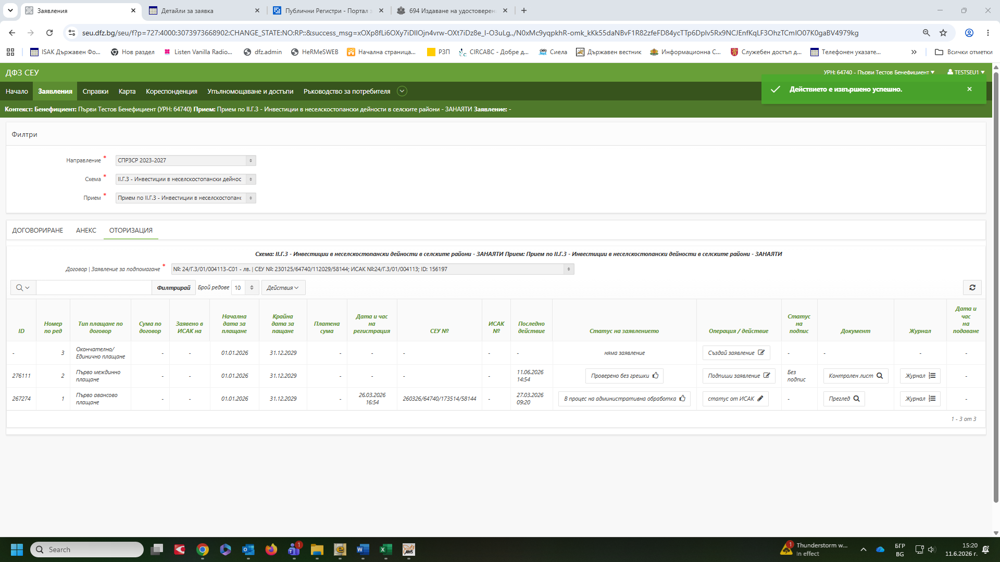 Заявления
Детайли за заявка
Публични Регистри - Портал з
694 Издаване на удостоверен
seu.dfz.bg/seu/f?p=727:4000:3073973668902:CHANGE_STATE:NO:RP::&success_msg=xOXp8fLi6OXy7iDIlOjn4vrw-OXt7iDz8e_l-O3uLg,,/N0xMc9yqpkhR-omk_kKk55daNBvF1R82zfeFD84ycTTp6DpIv5Rx9NCJEnfKqLF3OhzTCmIO07K0gaBV4979kg
ISAK Държавен Фо...
Нов раздел
Listen Vanilla Radio...
dfz.admin
HeRMeSWEB
Начална страница...
РЗП
CIRCABC - Добре д...
Сиела
Държавен вестник
Информационна С...
Служебен достъп д...
Телефонен указате...
Всички отметки
ДФЗ СЕУ
УРН: 64740 - Първи Тестов Бенефициент
TESTSEU1
Начало Заявления Справки Карта Кореспонденция Упълномощаване и достъпи Ръководство за потребителя
Действието е извършено успешно.
Контекст: Бенефициент: Първи Тестов Бенефициент (УРН: 64740) Прием: Прием по II.Г.3 - Инвестиции в неселскостопански дейности в селските райони - ЗАНАЯТИ Заявление: -
Филтри
Направление * СПРЗСР 2023-2027
Схема * II.Г.3 - Инвестиции в неселскостопански дейнос
Прием * Прием по II.Г.3 - Инвестиции в неселскостопанс
ДОГОВОРИРАНЕ АНЕКС ОТОРИЗАЦИЯ
Схема: II.Г.3 - Инвестиции в неселскостопански дейности в селските райони - ЗАНАЯТИ Прием: Прием по II.Г.3 - Инвестиции в неселскостопански дейности в селските райони - ЗАНАЯТИ
Договор | Заявление за подпомагане * №: 24/Г.3/01/004113-C01 - лв. | СЕУ №: 230125/64740/112029/58144; ИСАК №:24/Г.3/01/004113; ID: 156197
Филтрирай Брой редове 10 Действия
ID
Номер по ред
Тип плащане по договор
Сума по договор
Заявено в ИСАК на
Начална дата за плащане
Крайна дата за пащане
Платена сума
Дата и час на регистрация
СЕУ №
ИСАК №
Последно действие
Статус на заявлението
Операция / действие
Статус на подпис
Документ
Журнал
Дата и час на подаване
- 3 Окончателно/ Единично плащане - - 01.01.2026 31.12.2029 - - - - - няма заявление Създай заявление - - - -
276111 2 Първо междинно плащане - - 01.01.2026 31.12.2029 - - - - 11.06.2026 14:54 Проверено без грешки Подпиши заявление Без подпис Контролен лист Журнал -
267274 1 Първо авансово плащане - - 01.01.2026 31.12.2029 - 26.03.2026 16:54 260326/64740/173514/58144 - 27.03.2026 09:20 В процес на административна обработка статус от ИСАК - Преглед Журнал -
1 - 3 от 3
Search
1
1
Thunderstorm w...
In effect
БГР
BG
15:20
11.6.2026 г.